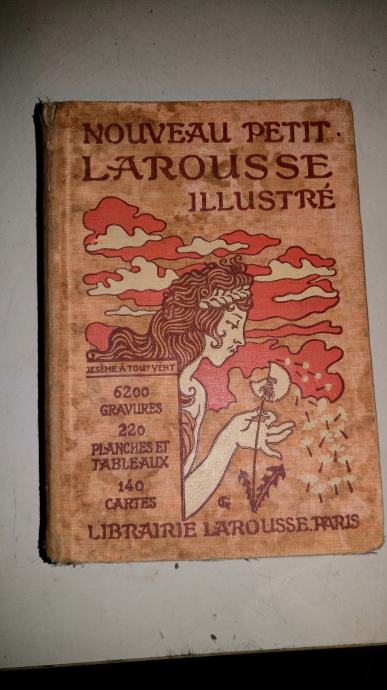 NOUVEAU PETIT
LAROUSSE
ILLUSTRÉ
JE SÈME À TOUT VENT
6200
GRAVURES
220
PLANCHES ET
TABLEAUX
140
CARTES
LIBRAIRIE LAROUSSE. PARIS